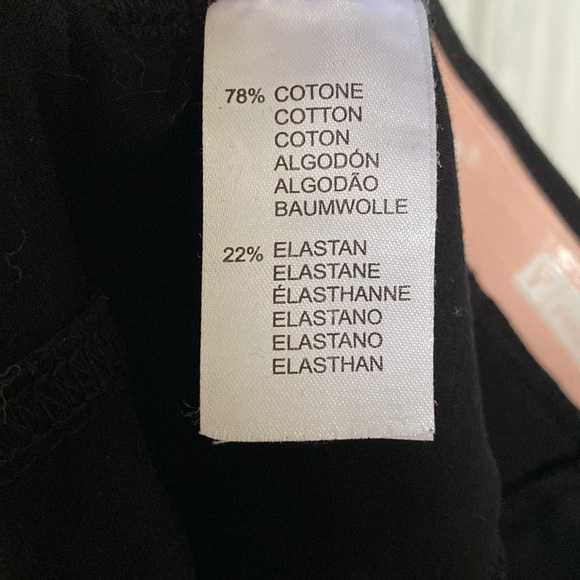 78% COTONE
COTTON
COTON
ALGODÓN
ALGODÃO
BAUMWOLLE
22% ELASTAN
ELASTANE
ÉLASTHANNE
ELASTANO
ELASTANO
ELASTHAN